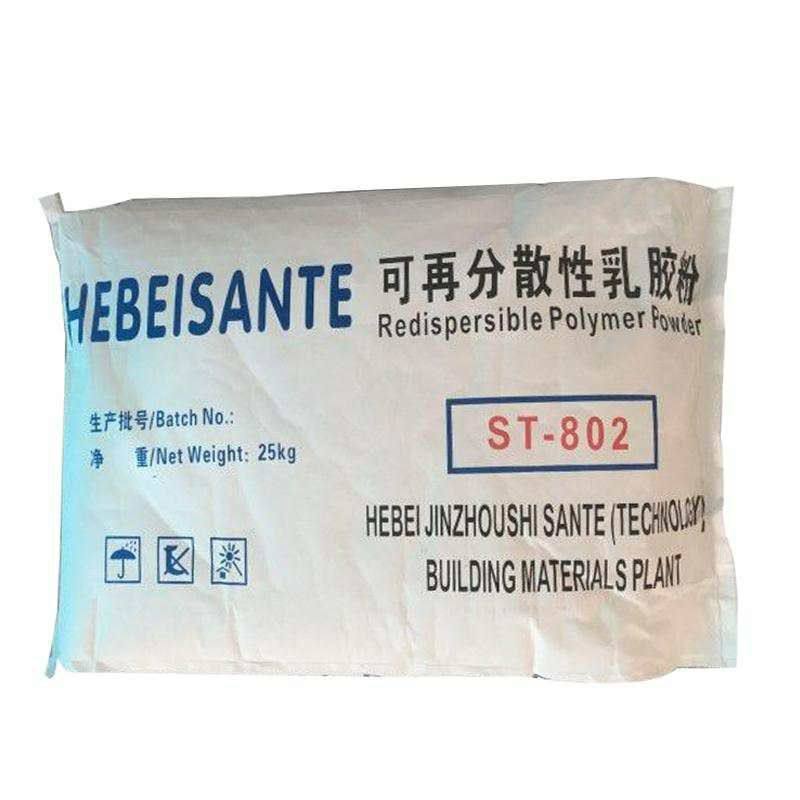 HEBEISANTE
可再分散性乳胶粉
Redispersible Polymer Powder
生产批号/Batch No.:
净 重/Net Weight: 25kg
ST-802
HEBEI JINZHOUSHI SANTE (TECHNOLOGY)
BUILDING MATERIALS PLANT